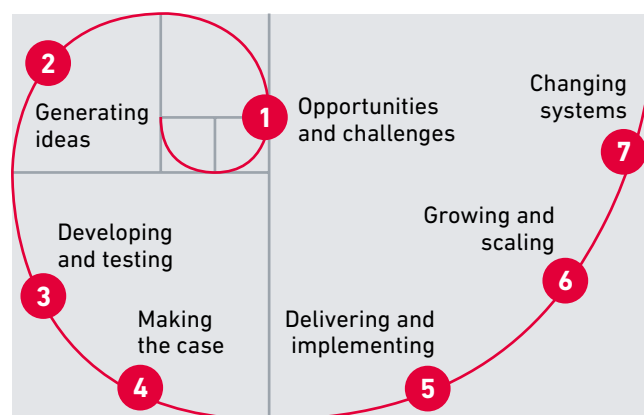 1
Opportunities
and challenges
2
Generating
ideas
3
Developing
and testing
4
Making
the case
5
Delivering and
implementing
6
Growing and
scaling
7
Changing
systems